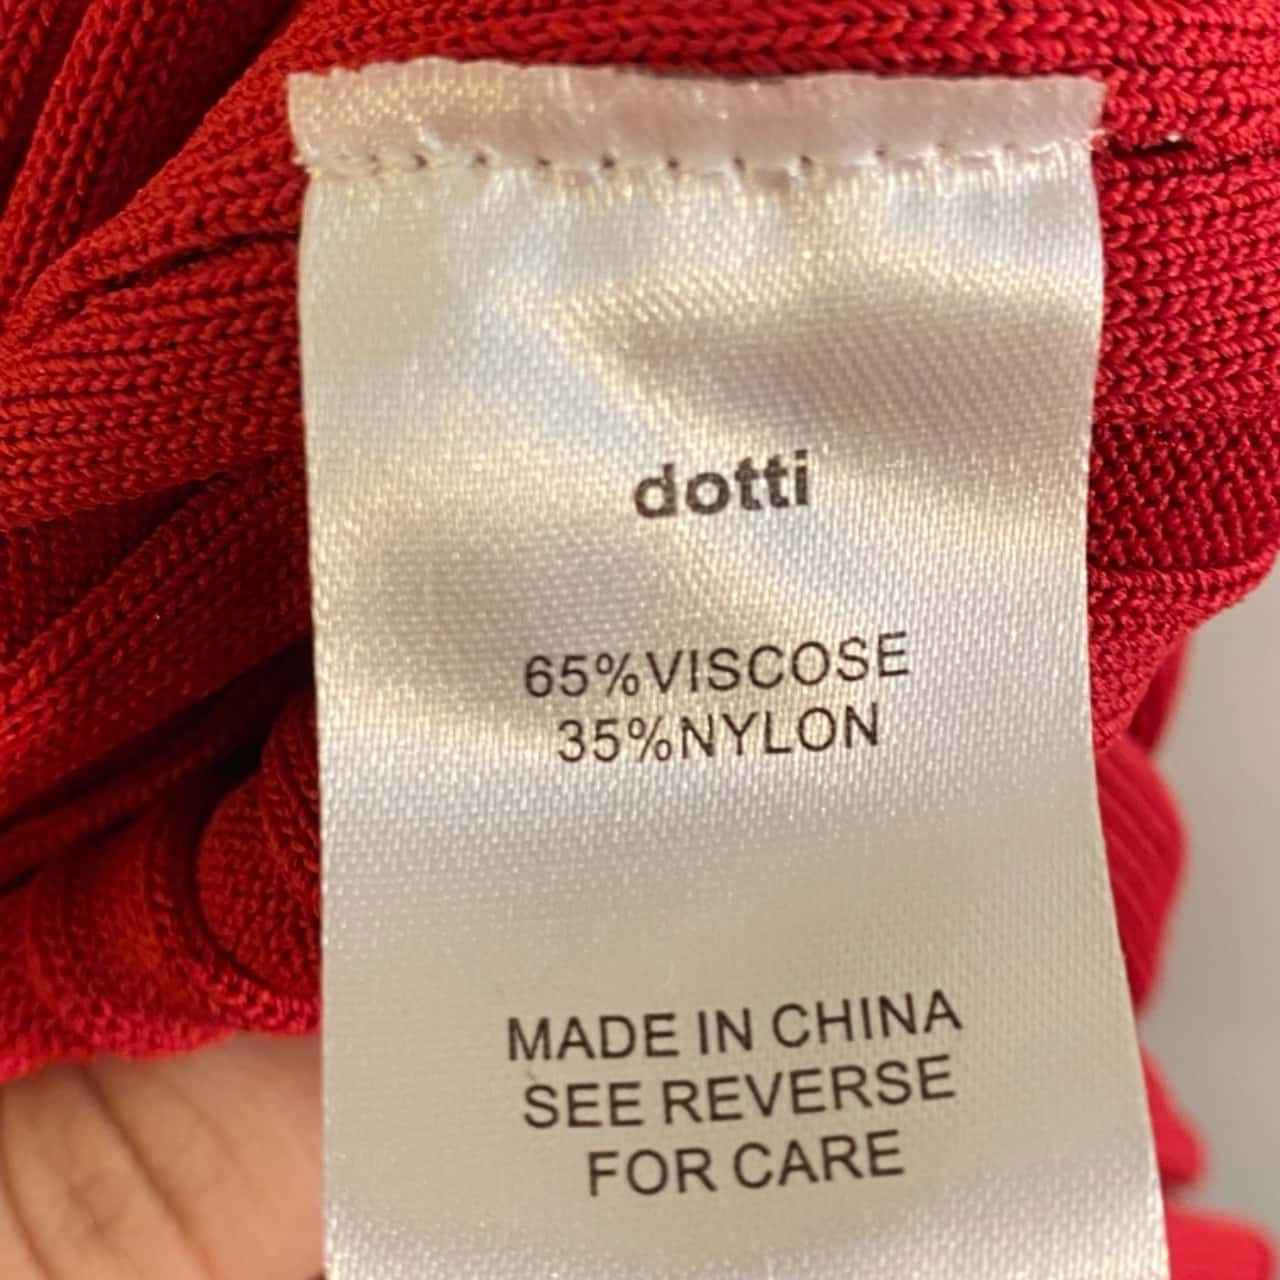 dotti
65%VISCOSE
35%NYLON
MADE IN CHINA
SEE REVERSE
FOR CARE